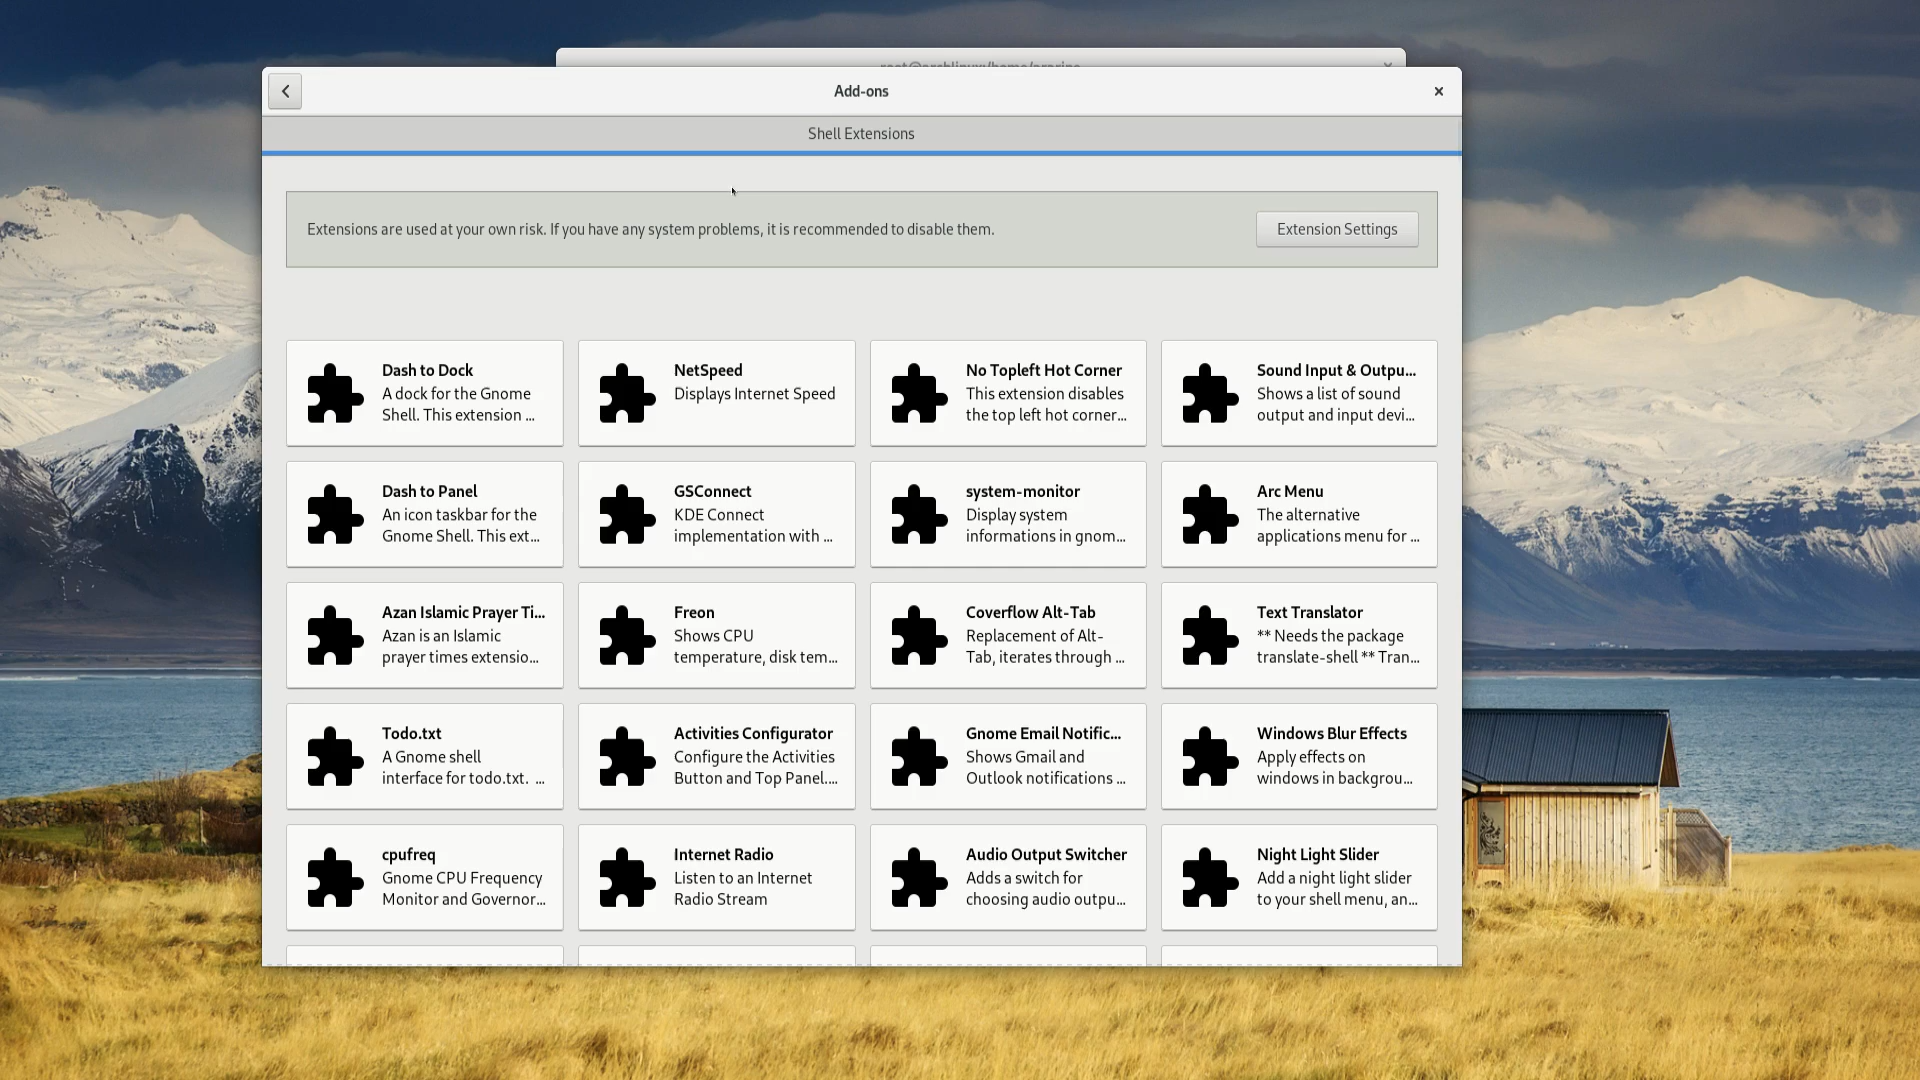 Add-ons
Shell Extensions
Extensions are used at your own risk. If you have any system problems, it is recommended to disable them.
Extension Settings
Dash to Dock
A dock for the Gnome
Shell. This extension ...
NetSpeed
Displays Internet Speed
No Topleft Hot Corner
This extension disables
the top left hot corner...
Sound Input & Outpu...
Shows a list of sound
output and input devi...
Dash to Panel
An icon taskbar for the
Gnome Shell. This ext...
GSConnect
KDE Connect
implementation with ...
system-monitor
Display system
informations in gnom...
Arc Menu
The alternative
applications menu for ...
Azan Islamic Prayer Ti...
Azan is an Islamic
prayer times extensio...
Freon
Shows CPU
temperature, disk tem...
Coverflow Alt-Tab
Replacement of Alt-
Tab, iterates through ...
Text Translator
** Needs the package
translate-shell ** Tran...
Todo.txt
A Gnome shell
interface for todo.txt. ...
Activities Configurator
Configure the Activities
Button and Top Panel....
Gnome Email Notific...
Shows Gmail and
Outlook notifications ...
Windows Blur Effects
Apply effects on
windows in backgrou...
cpufreq
Gnome CPU Frequency
Monitor and Governor...
Internet Radio
Listen to an Internet
Radio Stream
Audio Output Switcher
Adds a switch for
choosing audio outpu...
Night Light Slider
Add a night light slider
to your shell menu, an...